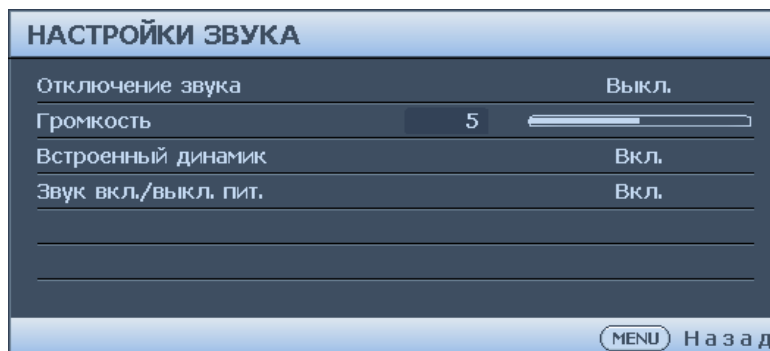 НАСТРОЙКИ ЗВУКА
Отключение звука Выкл.
Громкость 5
Встроенный динамик Вкл.
Звук вкл./выкл. пит. Вкл.
MENU Назад